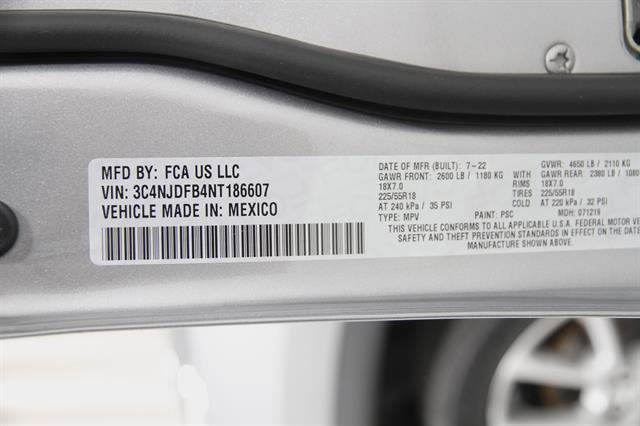 MFD BY: FCA US LLC
VIN: 3C4NJDFB4NT186607
VEHICLE MADE IN: MEXICO
DATE OF MFR (BUILT): 7-22 GVWR: 4650 LB / 2110 KG
GAWR FRONT: 2600 LB / 1180 KG WITH GAWR REAR: 2380 LB / 1080
18X7.0 RIMS 18X7.0
225/55R18 TIRES 225/55R18
AT 240 kPa / 35 PSI COLD AT 220 kPa / 32 PSI
TYPE: MPV PAINT: PSC MDH: 071219
THIS VEHICLE CONFORMS TO ALL APPLICABLE U.S.A. FEDERAL MOTOR VE
SAFETY AND THEFT PREVENTION STANDARDS IN EFFECT ON THE DATE
MANUFACTURE SHOWN ABOVE.